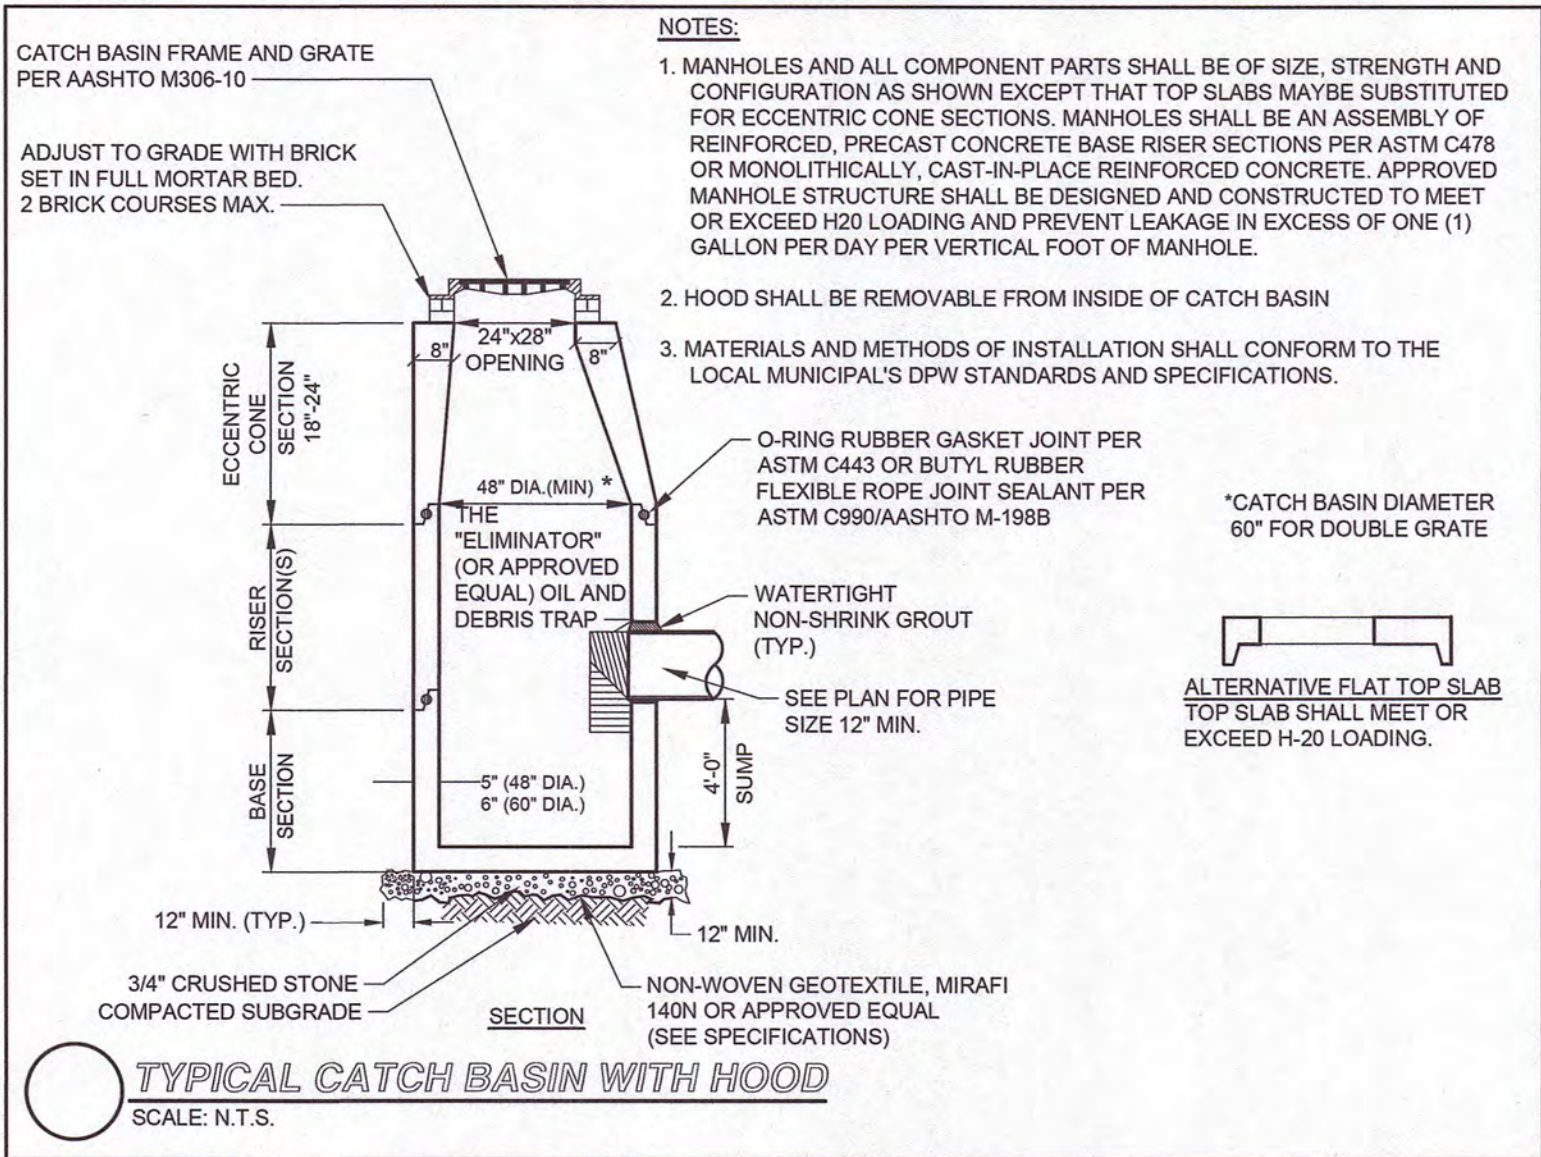 CATCH BASIN FRAME AND GRATE
PER AASHTO M306-10
ADJUST TO GRADE WITH BRICK
SET IN FULL MORTAR BED.
2 BRICK COURSES MAX.
NOTES:
1. MANHOLES AND ALL COMPONENT PARTS SHALL BE OF SIZE, STRENGTH AND
CONFIGURATION AS SHOWN EXCEPT THAT TOP SLABS MAYBE SUBSTITUTED
FOR ECCENTRIC CONE SECTIONS. MANHOLES SHALL BE AN ASSEMBLY OF
REINFORCED, PRECAST CONCRETE BASE RISER SECTIONS PER ASTM C478
OR MONOLITHICALLY, CAST-IN-PLACE REINFORCED CONCRETE. APPROVED
MANHOLE STRUCTURE SHALL BE DESIGNED AND CONSTRUCTED TO MEET
OR EXCEED H20 LOADING AND PREVENT LEAKAGE IN EXCESS OF ONE (1)
GALLON PER DAY PER VERTICAL FOOT OF MANHOLE.
2. HOOD SHALL BE REMOVABLE FROM INSIDE OF CATCH BASIN
3. MATERIALS AND METHODS OF INSTALLATION SHALL CONFORM TO THE
LOCAL MUNICIPAL'S DPW STANDARDS AND SPECIFICATIONS.
8"
24"x28"
OPENING
8"
ECCENTRIC
CONE
SECTION
18"-24"
48" DIA.(MIN) *
THE
"ELIMINATOR"
(OR APPROVED
EQUAL) OIL AND
DEBRIS TRAP
O-RING RUBBER GASKET JOINT PER
ASTM C443 OR BUTYL RUBBER
FLEXIBLE ROPE JOINT SEALANT PER
ASTM C990/AASHTO M-198B
*CATCH BASIN DIAMETER
60" FOR DOUBLE GRATE
RISER
SECTION(S)
WATERTIGHT
NON-SHRINK GROUT
(TYP.)
SEE PLAN FOR PIPE
SIZE 12" MIN.
ALTERNATIVE FLAT TOP SLAB
TOP SLAB SHALL MEET OR
EXCEED H-20 LOADING.
BASE
SECTION
5" (48" DIA.)
6" (60" DIA.)
4'-0"
SUMP
12" MIN. (TYP.)
12" MIN.
3/4" CRUSHED STONE
COMPACTED SUBGRADE
NON-WOVEN GEOTEXTILE, MIRAFI
140N OR APPROVED EQUAL
(SEE SPECIFICATIONS)
SECTION
TYPICAL CATCH BASIN WITH HOOD
SCALE: N.T.S.